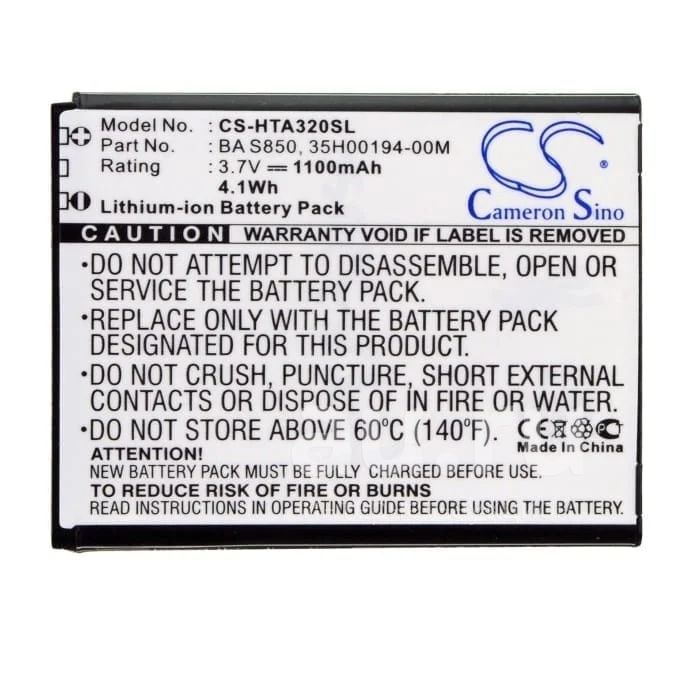 Model No.: CS-HTA320SL
Part No.: BA S850, 35H00194-00M
Rating: 3.7V⎓1100mAh
4.1Wh
Lithium-ion Battery Pack
CS
Cameron Sino
CAUTION WARRANTY VOID IF LABEL IS REMOVED
•DO NOT ATTEMPT TO DISASSEMBLE, OPEN OR
SERVICE THE BATTERY PACK.
•REPLACE ONLY WITH THE BATTERY PACK
DESIGNATED FOR THIS PRODUCT.
•DO NOT CRUSH, PUNCTURE, SHORT EXTERNAL
CONTACTS OR DISPOSE OF IN FIRE OR WATER.
•DO NOT STORE ABOVE 60°C (140°F).
CE
PCT
Made In China
NEW BATTERY PACK MUST BE FULLY CHARGED BEFORE USE
TO REDUCE RISK OF FIRE OR BURNS
READ INSTRUCTIONS IN OPERATING GUIDE BEFORE USING THE BATTERY.